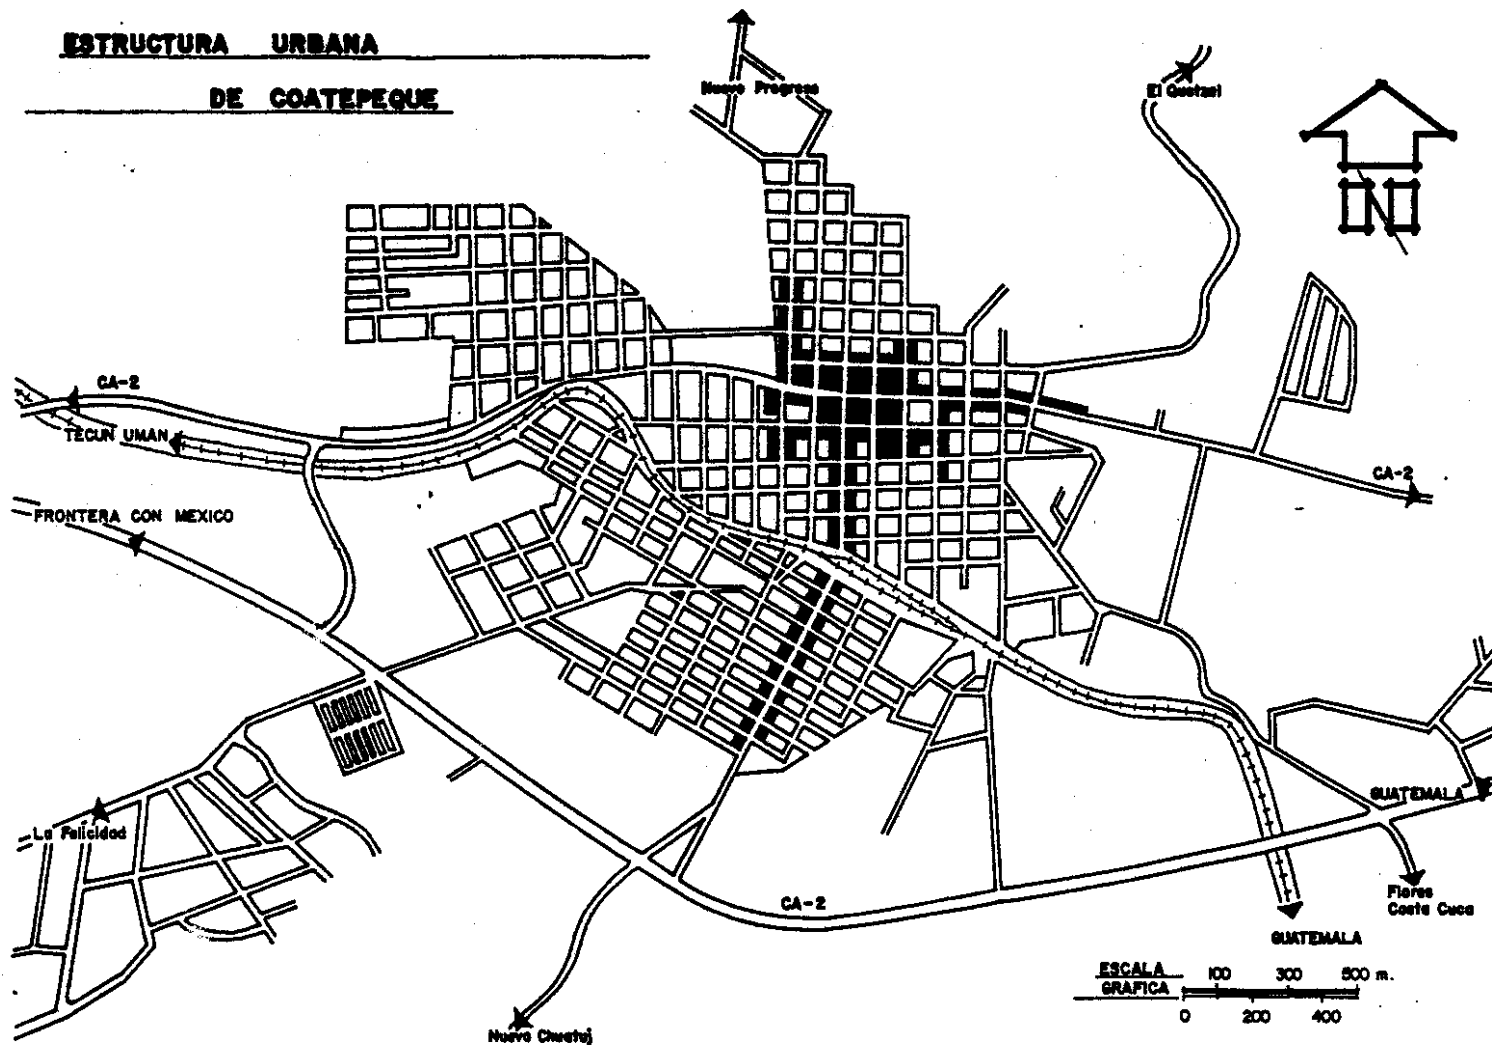 ESTRUCTURA URBANA
DE COATEPEQUE
Nuevo Progreso
El Quetzal
N
CA-2
TECUN UMAN
CA-2
FRONTERA CON MEXICO
GUATEMALA
La Felicidad
CA-2
Flores
Costa Cuca
GUATEMALA
ESCALA
GRAFICA
100 300 500 m.
0 200 400
Nuevo Chuatuj